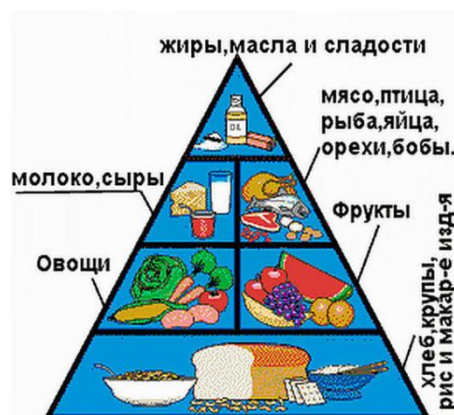 жиры,масла и сладости
мясо,птица,
рыба,яйца,
орехи,бобы.
молоко,сыры
Фрукты
Овощи
хлеб,крупы,
рис и макар-е изд-я
OIL